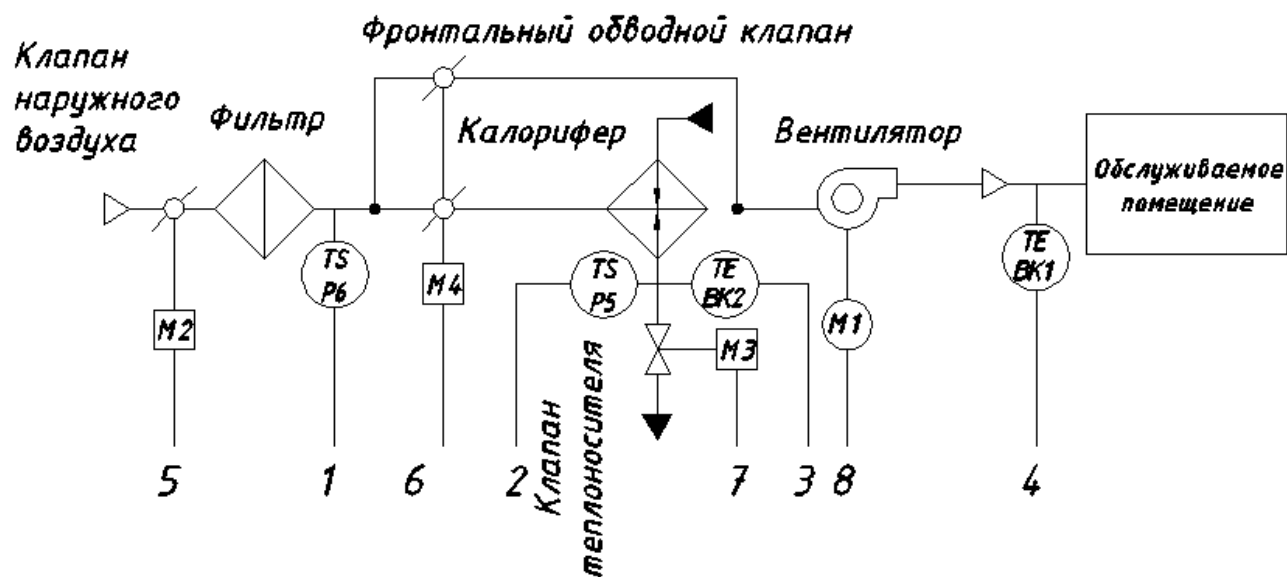 Фронтальный обводной клапан
Клапан
наружного
воздуха
Фильтр
Калорифер
Вентилятор
Обслуживаемое
помещение
TS
P6
M4
TS
P5
TE
BK2
TE
BK1
M2
M1
M3
Клапан
теплоносителя
5
1
6
2
7
3
8
4